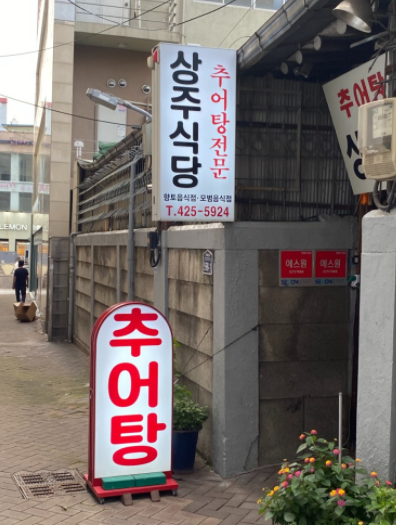 상주식당
추어탕전문
향토음식점·모범음식점
T.425-5924
추어탕
상
에스원
에스원
LEMON
추어탕